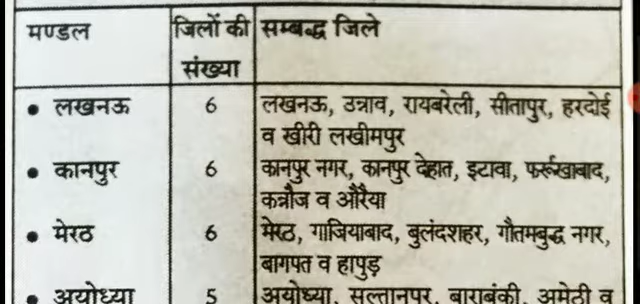 मण्डल जिलों की सम्बद्ध जिले
संख्या
• लखनऊ 6 लखनऊ, उन्नाव, रायबरेली, सीतापुर, हरदोई
व खीरी लखीमपुर
• कानपुर 6 कानपुर नगर, कानपुर देहात, इटावा, फर्रूखाबाद,
कन्नौज व औरैया
• मेरठ 6 मेरठ, गाजियाबाद, बुलंदशहर, गौतमबुद्ध नगर,
बागपत व हापुड़
• अयोध्या 5 अयोध्या, सुल्तानपुर, बाराबंकी, अमेठी व